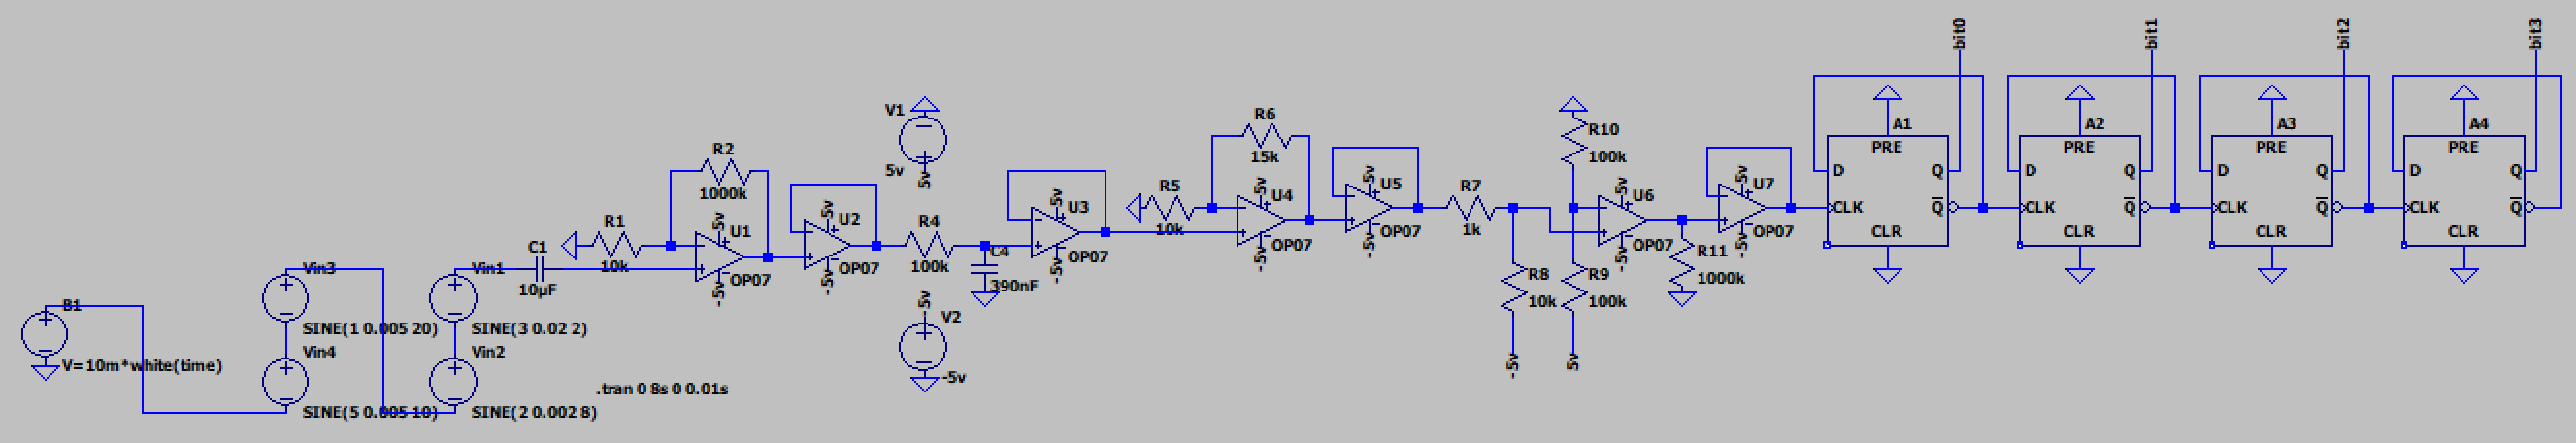 B1
V=10m*white(time)
Vin3
SINE(1 0.005 20)
Vin4
SINE(5 0.005 10)
Vin1
SINE(3 0.02 2)
Vin2
SINE(2 0.002 8)
.tran 0 8s 0 0.01s
C1
10µF
R1
10k
R2
1000k
5v
U1
OP07
-5v
5v
U2
OP07
-5v
V1
5v
5v
R4
100k
-5v
V2
-5v
C4
390nF
5v
U3
OP07
-5v
R5
10k
R6
15k
5v
U4
OP07
-5v
5v
U5
OP07
-5v
R7
1k
R8
10k
-5v
R10
100k
R9
100k
5v
5v
U6
OP07
-5v
R11
1000k
5v
U7
OP07
-5v
bit0
A1
PRE
D
Q
CLK
Q
CLR
bit1
A2
PRE
D
Q
CLK
Q
CLR
bit2
A3
PRE
D
Q
CLK
Q
CLR
bit3
A4
PRE
D
Q
CLK
Q
CLR